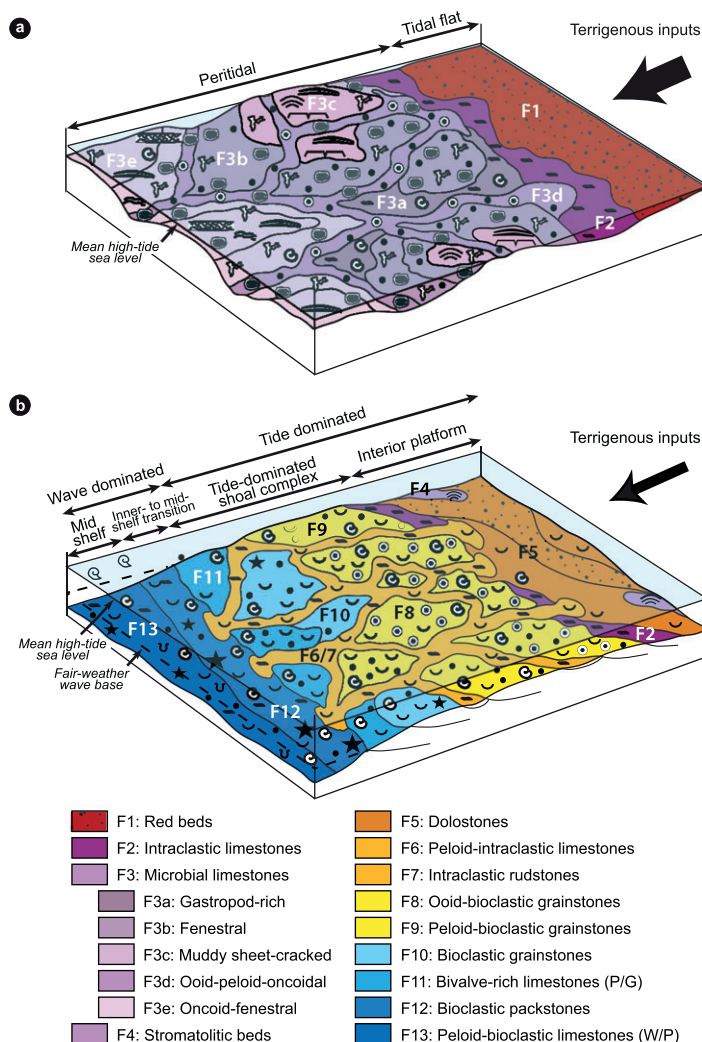 a
Tidal flat
Terrigenous inputs
Peritidal
F3c
F1
F3e
F3b
F3a
F3d
F2
Mean high-tide
sea level
b
Tide dominated
Terrigenous inputs
Wave dominated
Interior platform
Tide-dominated
shoal complex
Inner- to mid-
shelf transition
Mid
shelf
F4
F9
F5
F11
F10
F8
F13
F2
F6/7
Mean high-tide
sea level
Fair-weather
wave base
F12
F1: Red beds
F2: Intraclastic limestones
F3: Microbial limestones
F3a: Gastropod-rich
F3b: Fenestral
F3c: Muddy sheet-cracked
F3d: Ooid-peloid-oncoidal
F3e: Oncoid-fenestral
F4: Stromatolitic beds
F5: Dolostones
F6: Peloid-intraclastic limestones
F7: Intraclastic rudstones
F8: Ooid-bioclastic grainstones
F9: Peloid-bioclastic grainstones
F10: Bioclastic grainstones
F11: Bivalve-rich limestones (P/G)
F12: Bioclastic packstones
F13: Peloid-bioclastic limestones (W/P)